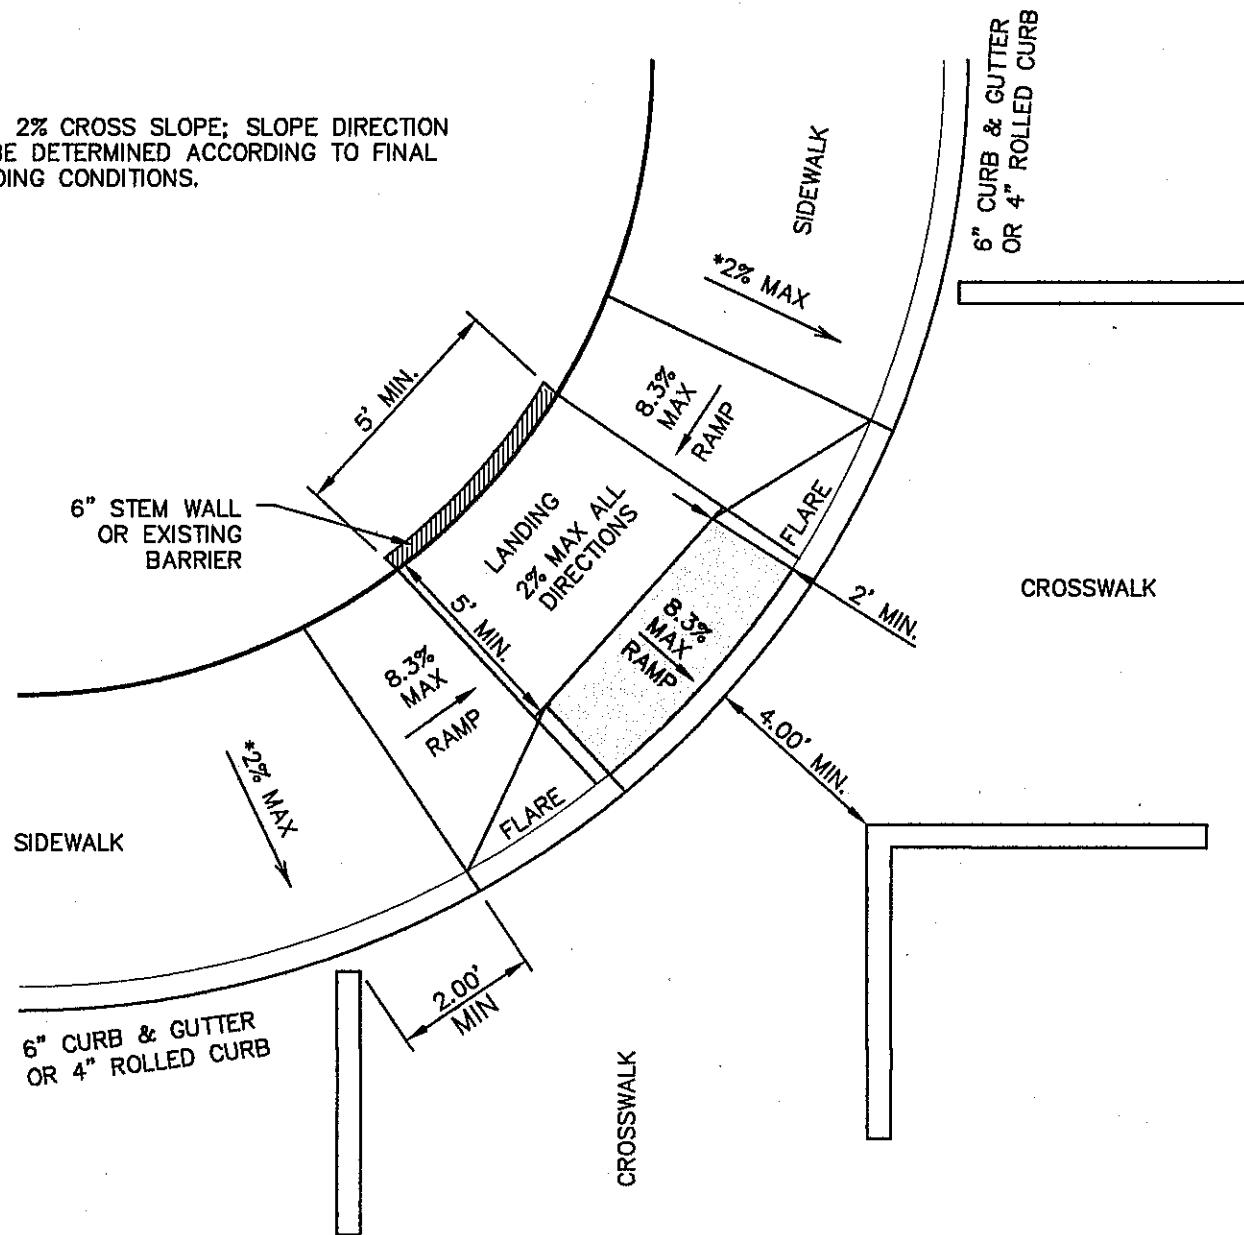 2% CROSS SLOPE; SLOPE DIRECTION
BE DETERMINED ACCORDING TO FINAL
DING CONDITIONS.
6" CURB & GUTTER
OR 4" ROLLED CURB
SIDEWALK
*2% MAX
5' MIN.
8.3%
MAX
RAMP
6" STEM WALL
OR EXISTING
BARRIER
LANDING
2% MAX ALL
DIRECTIONS
FLARE
5' MIN.
8.3%
MAX
RAMP
2' MIN.
CROSSWALK
8.3%
MAX
RAMP
4.00' MIN.
*2% MAX
SIDEWALK
FLARE
2.00'
MIN
6" CURB & GUTTER
OR 4" ROLLED CURB
CROSSWALK